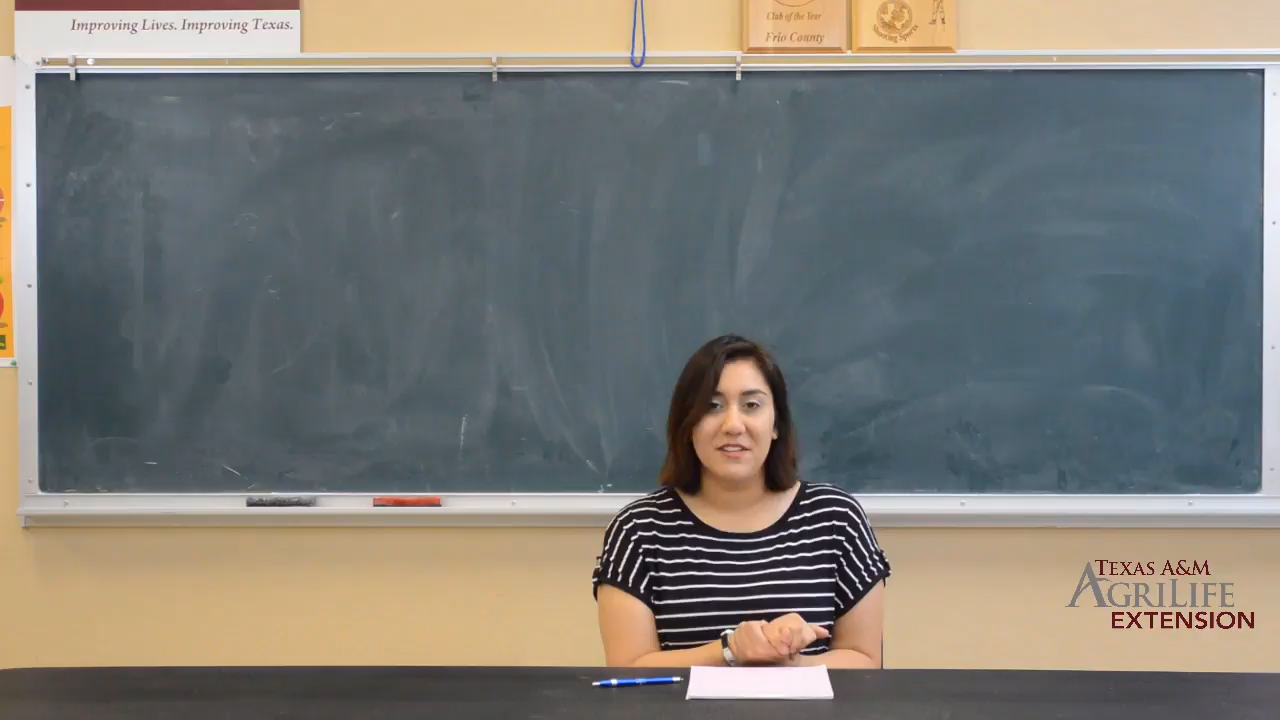 Improving Lives. Improving Texas.
Club of the Year
Frio County
Shooting Sports
TEXAS A&M
AGRILIFE
EXTENSION